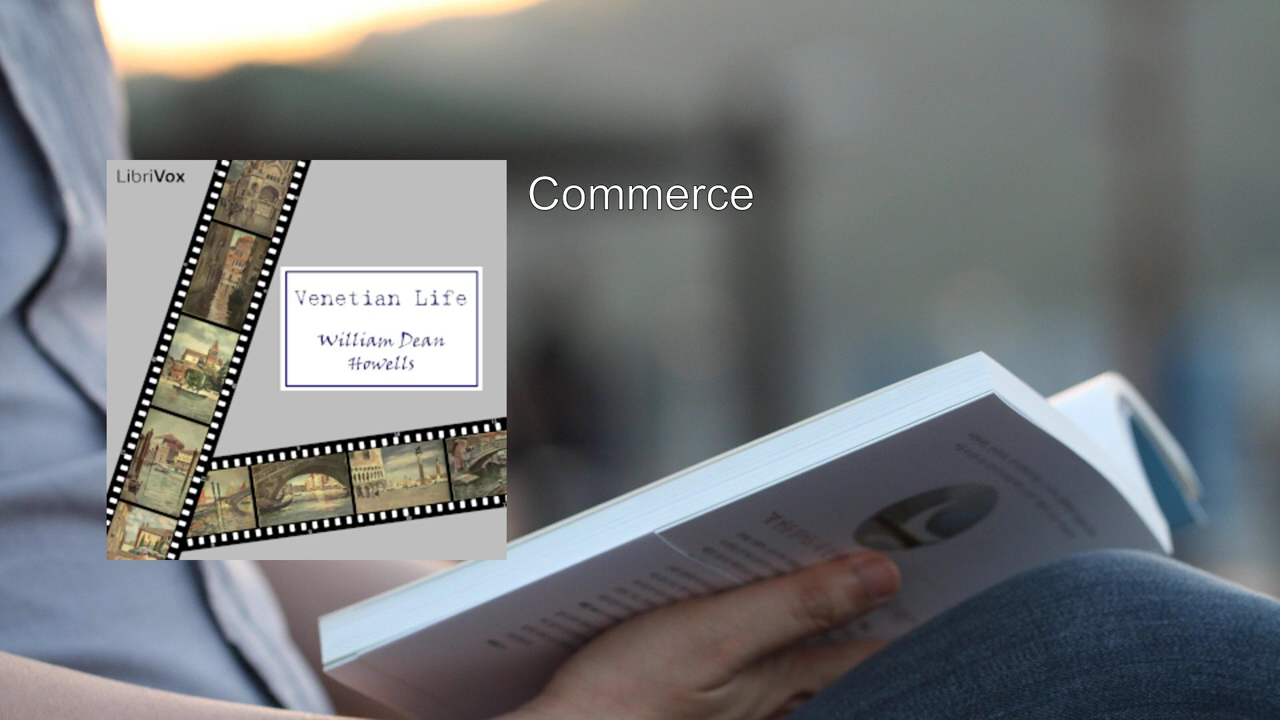 LibriVox
Commerce
Venetian Life
William Dean
Howells